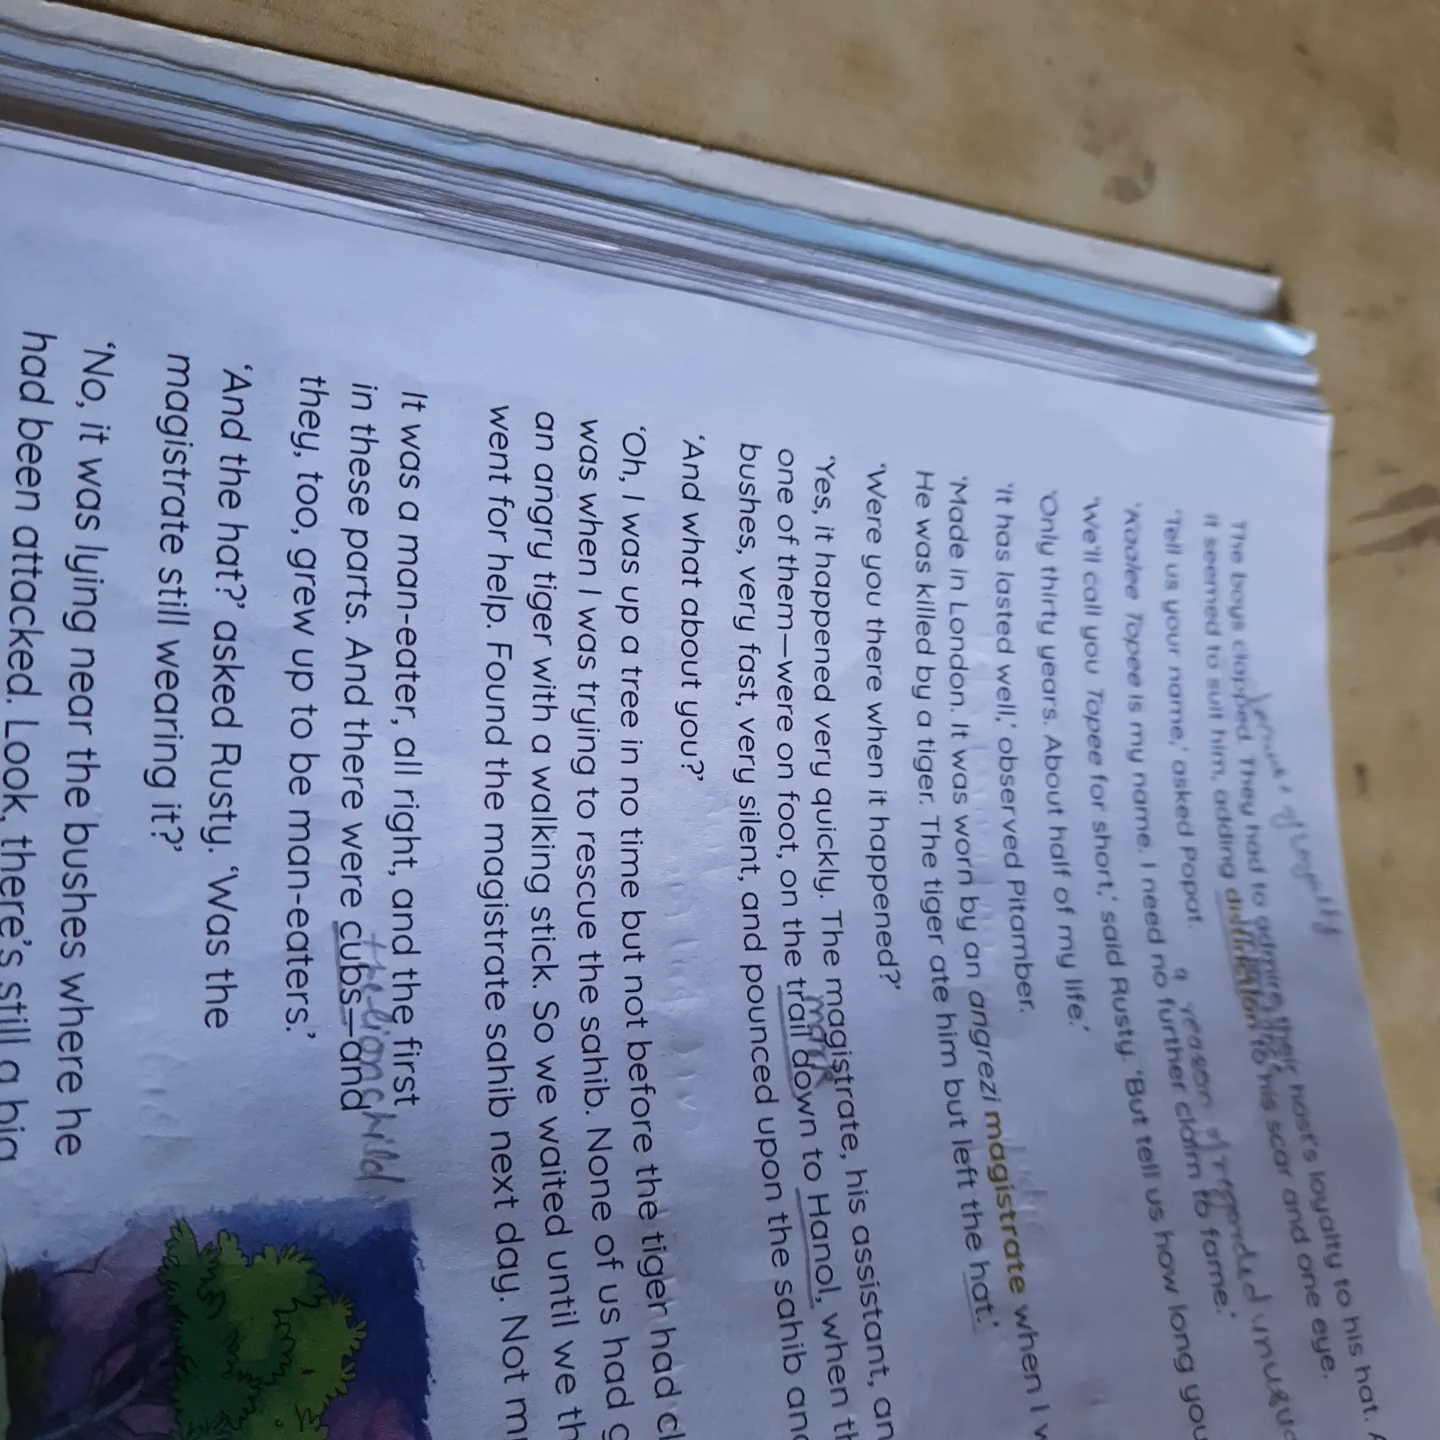 The boys clapped. They had to admire their host's loyalty to his hat.
it seemed to suit him, adding distinction to his scar and one eye.
'Tell us your name,' asked Popat.
a reason of regarded
'Kaalee Topee is my name. I need no further claim to fame.'
'We'll call you Topee for short,' said Rusty. 'But tell us how long you
'Only thirty years. About half of my life.'
'It has lasted well,' observed Pitamber.
'Made in London. It was worn by an angrezi magistrate when I
He was killed by a tiger. The tiger ate him but left the hat.'
'Were you there when it happened?'
'Yes, it happened very quickly. The magistrate, his assistant, an
mark
one of them—were on foot, on the trail down to Hanol, when th
bushes, very fast, very silent, and pounced upon the sahib and
'And what about you?'
'Oh, I was up a tree in no time but not before the tiger had cl
was when I was trying to rescue the sahib. None of us had g
an angry tiger with a walking stick. So we waited until we th
went for help. Found the magistrate sahib next day. Not m
It was a man-eater, all right, and the first
the lion child
in these parts. And there were cubs—and
they, too, grew up to be man-eaters.'
'And the hat?' asked Rusty. 'Was the
magistrate still wearing it?'
'No, it was lying near the bushes where he
had been attacked. Look, there's still a big